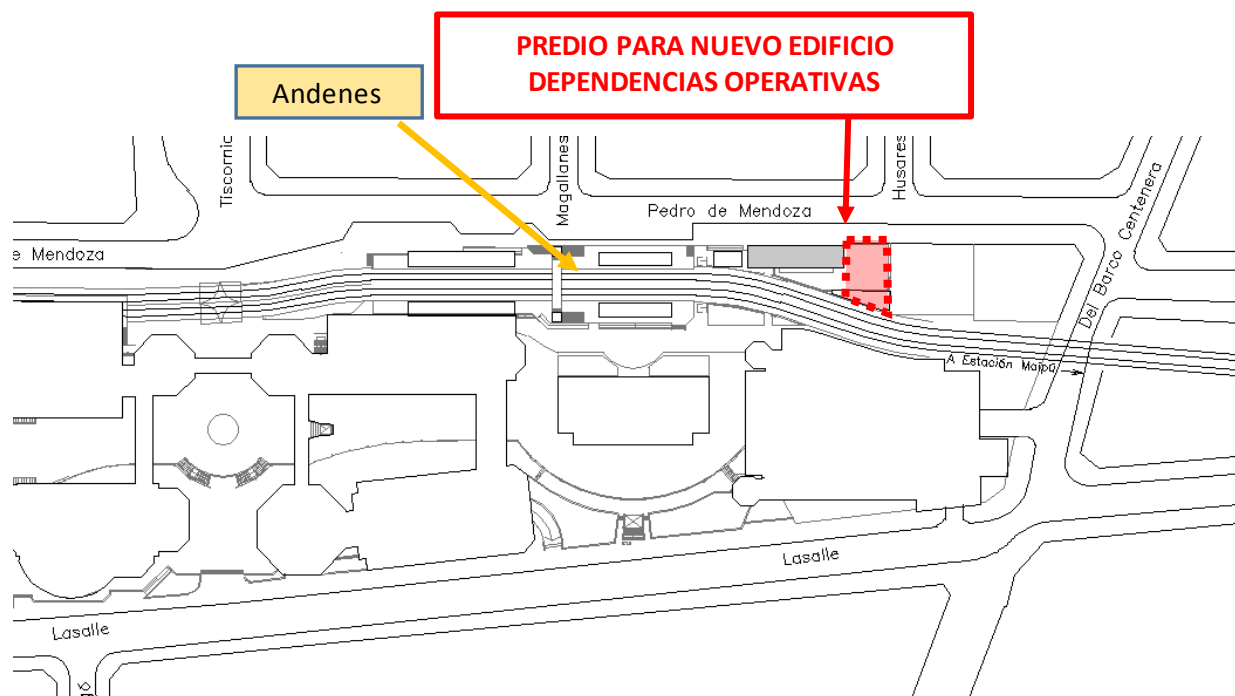 PREDIO PARA NUEVO EDIFICIO
DEPENDENCIAS OPERATIVAS
Andenes
Tiscornic
Magallanes
Husares
Del Barco Centenera
Pedro de Mendoza
e Mendoza
A Estación Maipú
Lasalle
Lasalle